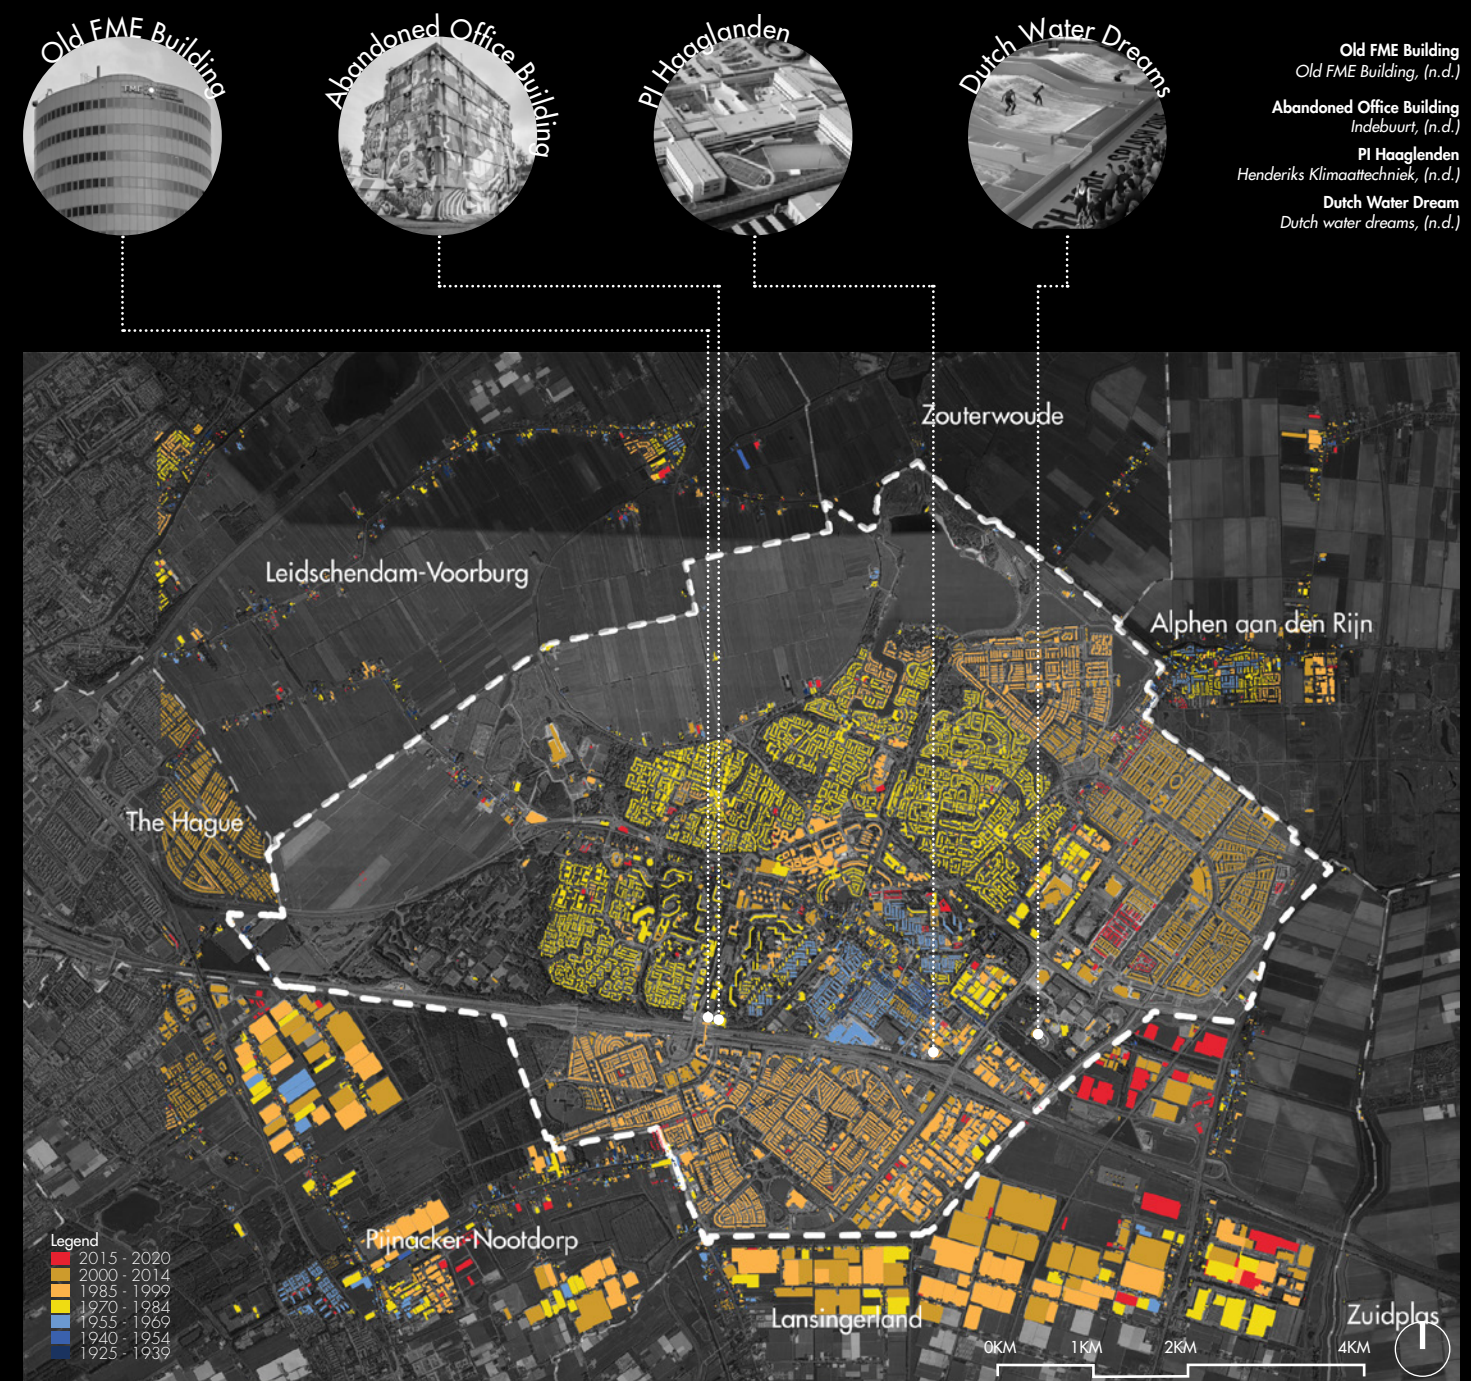 Old FME Building
Abandoned Office Building
PI Haaglanden
Dutch Water Dreams
Old FME Building
Old FME Building, (n.d.)
Abandoned Office Building
Indebuurt, (n.d.)
PI Haaglenden
Henderiks Klimaattechniek, (n.d.)
Dutch Water Dream
Dutch water dreams, (n.d.)
FME
SPLASH ZONE
Zouterwoude
Leidschendam-Voorburg
Alphen aan den Rijn
The Hague
Pijnacker-Nootdorp
Lansingerland
Zuidplas
Legend
2015 - 2020
2000 - 2014
1985 - 1999
1970 - 1984
1955 - 1969
1940 - 1954
1925 - 1939
0KM
1KM
2KM
4KM